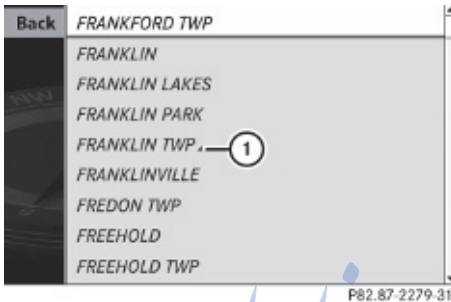 Back FRANKFORD TWP
FRANKLIN
NW
FRANKLIN LAKES
FRANKLIN PARK
FRANKLIN TWP 1
FRANKLINVILLE
FREDON TWP
FREEHOLD
FREEHOLD TWP
P82.87-2279-31